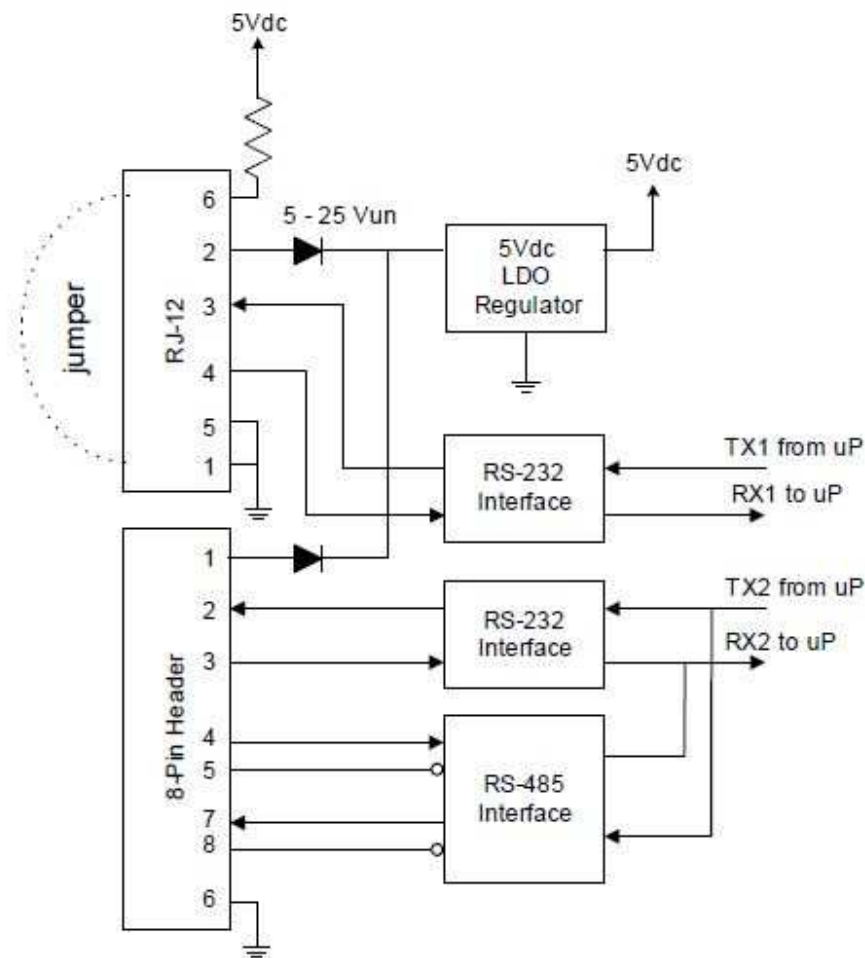 5Vdc
5Vdc
6
5 - 25 Vun
2
5Vdc
LDO
Regulator
3
jumper
RJ-12
4
5
1
RS-232
Interface
TX1 from uP
RX1 to uP
1
2
3
RS-232
Interface
TX2 from uP
RX2 to uP
8-Pin Header
4
5
7
8
6
RS-485
Interface